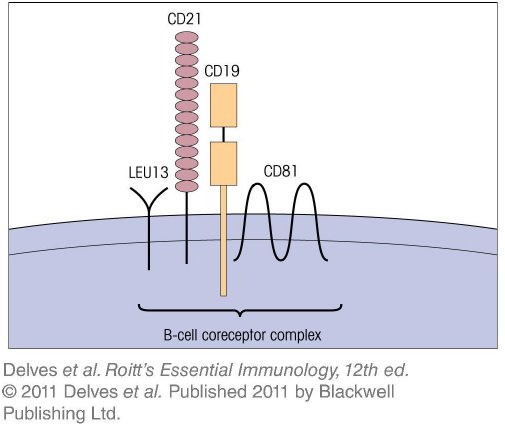 CD21
CD19
LEU13
CD81
B-cell coreceptor complex
Delves et al. Roitt's Essential Immunology, 12th ed.
© 2011 Delves et al. Published 2011 by Blackwell
Publishing Ltd.